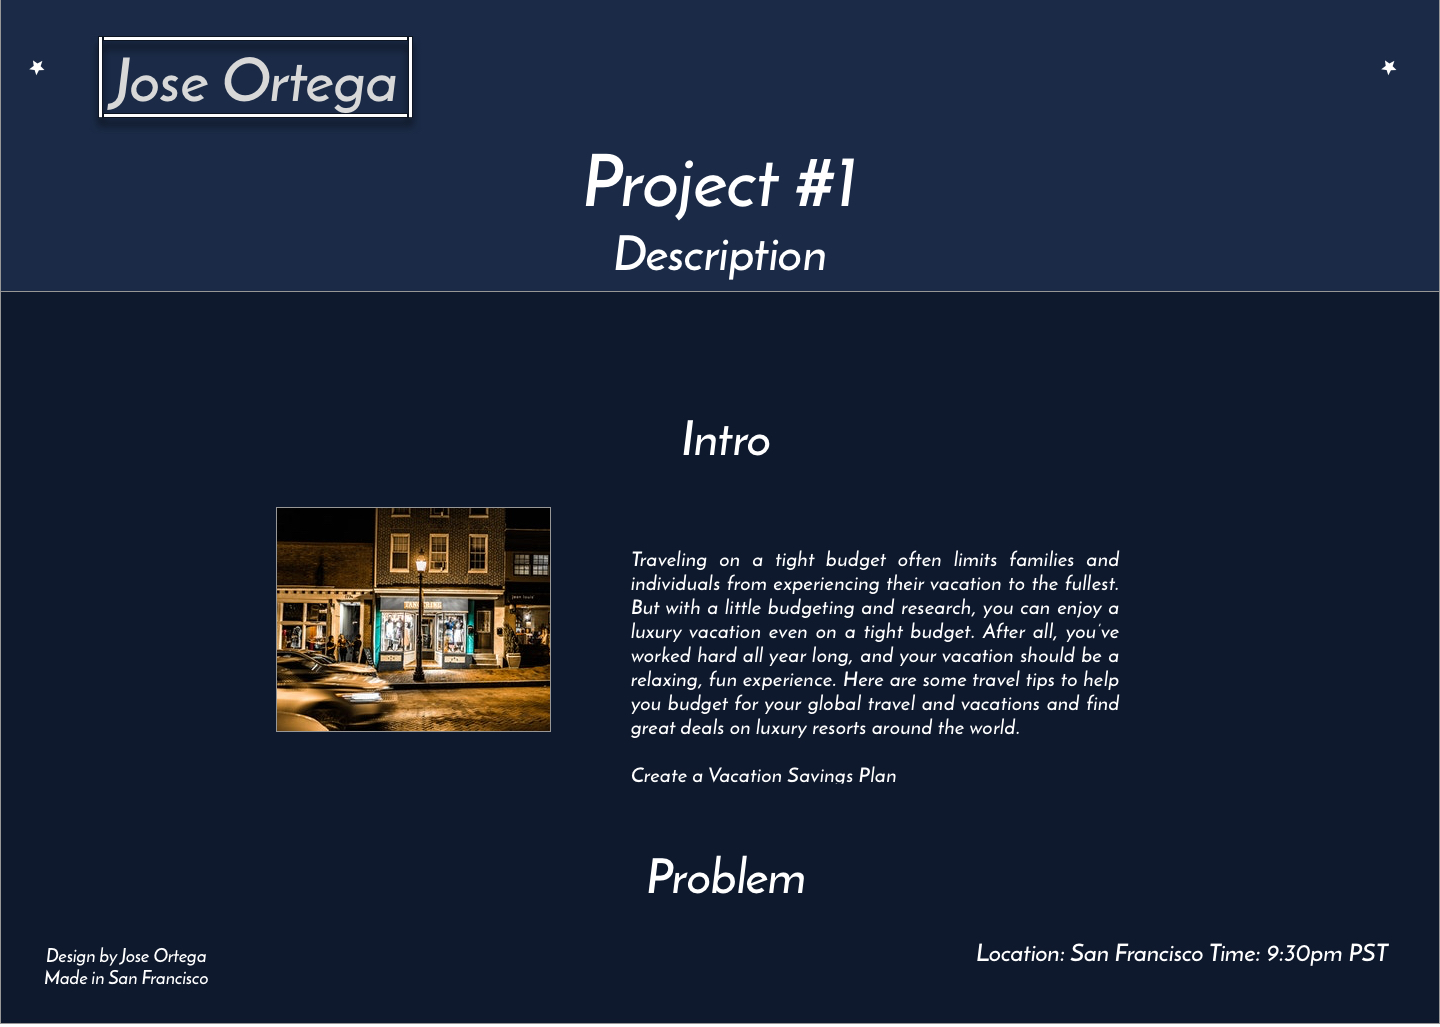 Jose Ortega
Project #1
Description
Intro
Traveling on a tight budget often limits families and
individuals from experiencing their vacation to the fullest.
But with a little budgeting and research, you can enjoy a
luxury vacation even on a tight budget. After all, you've
worked hard all year long, and your vacation should be a
relaxing, fun experience. Here are some travel tips to help
you budget for your global travel and vacations and find
great deals on luxury resorts around the world.
Create a Vacation Savings Plan
Problem
Design by Jose Ortega
Made in San Francisco
Location: San Francisco Time: 9:30pm PST